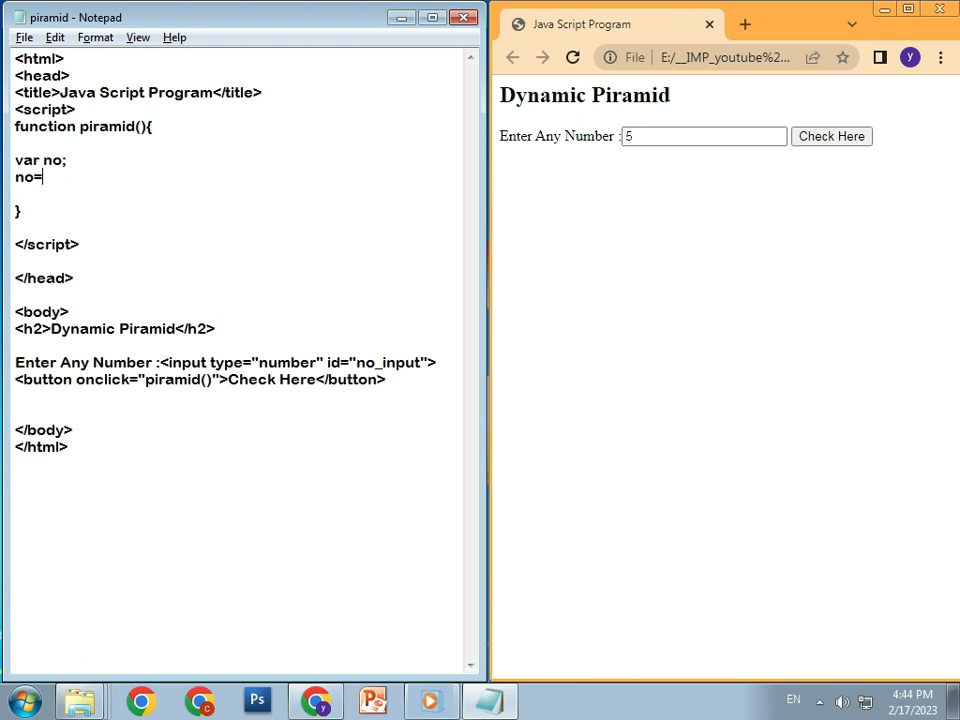 piramid - Notepad
File Edit Format View Help
<html>
<head>
<title>Java Script Program</title>
<script>
function piramid(){
var no;
no=
}
</script>
</head>
<body>
<h2>Dynamic Piramid</h2>
Enter Any Number :<input type="number" id="no_input">
<button onclick="piramid()">Check Here</button>
</body>
</html>
Java Script Program
File E:/__IMP_youtube%2...
y
Dynamic Piramid
Enter Any Number : 5 Check Here
C
y
Ps
EN
4:44 PM
2/17/2023